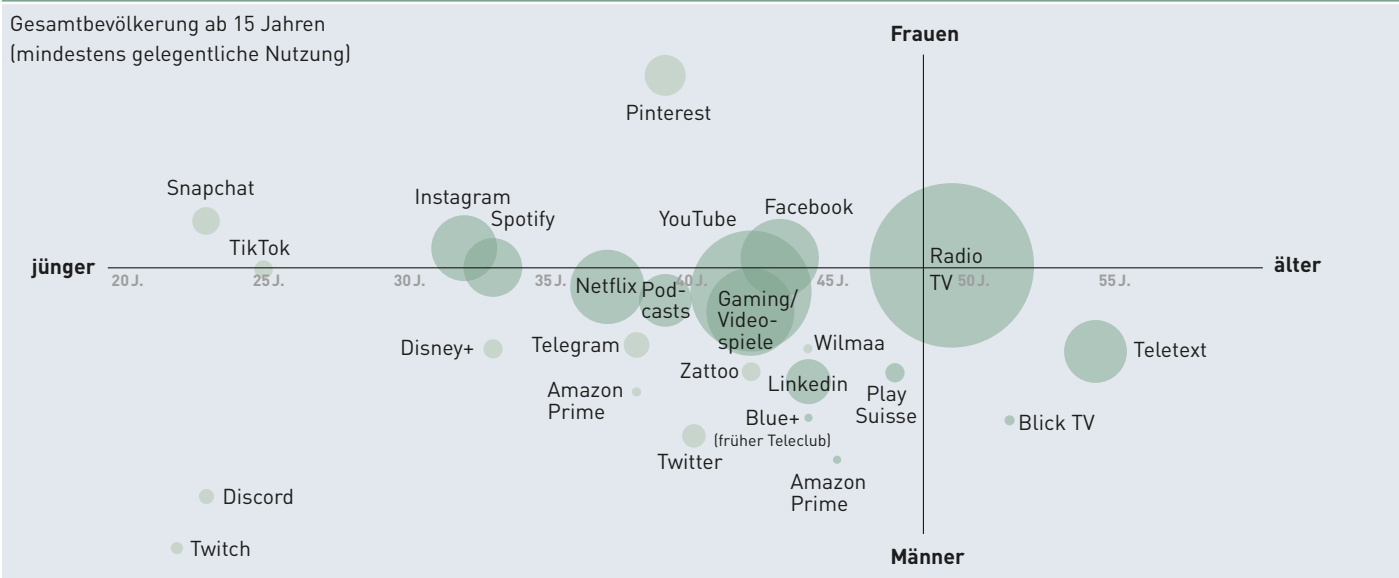 Gesamtbevölkerung ab 15 Jahren
(mindestens gelegentliche Nutzung)
Frauen
Pinterest
Snapchat
Instagram
Spotify
YouTube
Facebook
TikTok
Radio
TV
jünger
älter
20 J.
25 J.
30 J.
35 J.
40 J.
45 J.
50 J.
55 J.
Netflix
Pod-
casts
Gaming/
Video-
spiele
Disney+
Telegram
Wilmaa
Teletext
Zattoo
Linkedin
Amazon
Prime
Play
Suisse
Blue+
(früher Teleclub)
Blick TV
Twitter
Amazon
Prime
Discord
Twitch
Männer